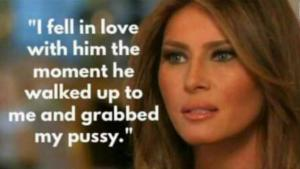 "I fell in love
with him the
moment he
walked up to
me and grabbed
my pussy."